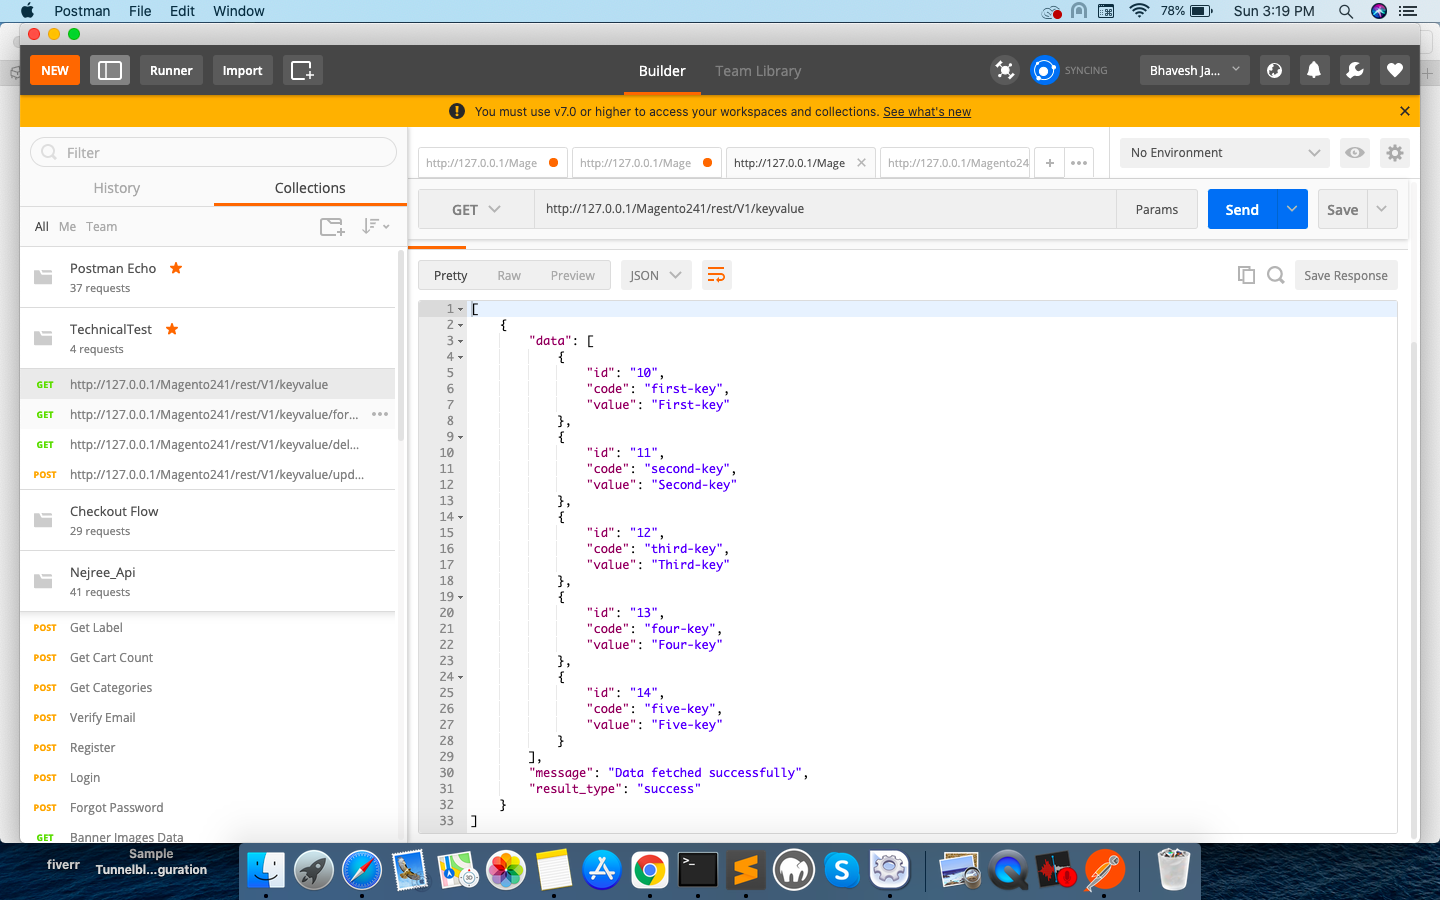 Postman File Edit Window
78% Sun 3:19 PM
NEW Runner Import Builder Team Library SYNCING Bhavesh Ja...
You must use v7.0 or higher to access your workspaces and collections. See what's new
Filter
History Collections
All Me Team
Postman Echo
37 requests
TechnicalTest
4 requests
GET http://127.0.0.1/Magento241/rest/V1/keyvalue
GET http://127.0.0.1/Magento241/rest/V1/keyvalue/for...
GET http://127.0.0.1/Magento241/rest/V1/keyvalue/del...
POST http://127.0.0.1/Magento241/rest/V1/keyvalue/upd...
Checkout Flow
29 requests
Nejree_Api
41 requests
POST Get Label
POST Get Cart Count
POST Get Categories
POST Verify Email
POST Register
POST Login
POST Forgot Password
GET Banner Images Data
http://127.0.0.1/Mage http://127.0.0.1/Mage http://127.0.0.1/Mage http://127.0.0.1/Magento24
No Environment
GET http://127.0.0.1/Magento241/rest/V1/keyvalue Params Send Save
Pretty Raw Preview JSON Save Response
1 [
2 {
3 "data": [
4 {
5 "id": "10",
6 "code": "first-key",
7 "value": "First-key"
8 },
9 {
10 "id": "11",
11 "code": "second-key",
12 "value": "Second-key"
13 },
14 {
15 "id": "12",
16 "code": "third-key",
17 "value": "Third-key"
18 },
19 {
20 "id": "13",
21 "code": "four-key",
22 "value": "Four-key"
23 },
24 {
25 "id": "14",
26 "code": "five-key",
27 "value": "Five-key"
28 }
29 ],
30 "message": "Data fetched successfully",
31 "result_type": "success"
32 }
33 ]
fiverr
Sample
Tunnelbl...guration